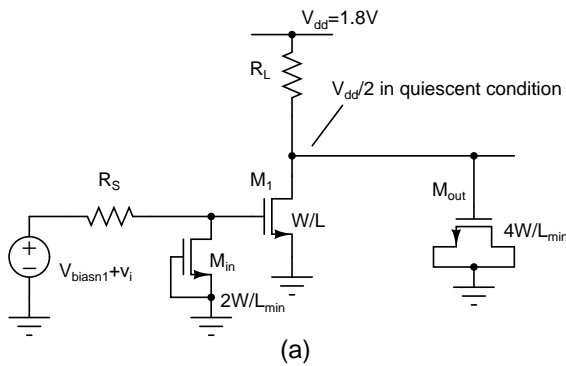 V_dd=1.8V
R_L
V_dd/2 in quiescent condition
R_S
M_1
W/L
M_out
4W/L_min
+
−
V_biasn1+v_i
M_in
2W/L_min
(a)